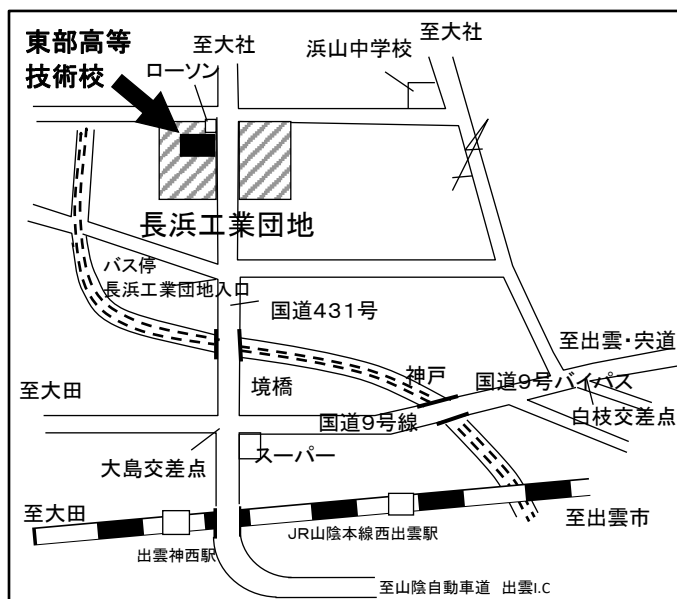 東部高等
技術校
至大社
浜山中学校
至大社
ローソン
長浜工業団地
バス停
長浜工業団地入口
国道431号
至出雲・宍道
至大田
境橋
神戸
国道9号バイパス
国道9号線
白枝交差点
大島交差点
スーパー
至大田
至出雲市
JR山陰本線西出雲駅
出雲神西駅
至山陰自動車道 出雲I.C